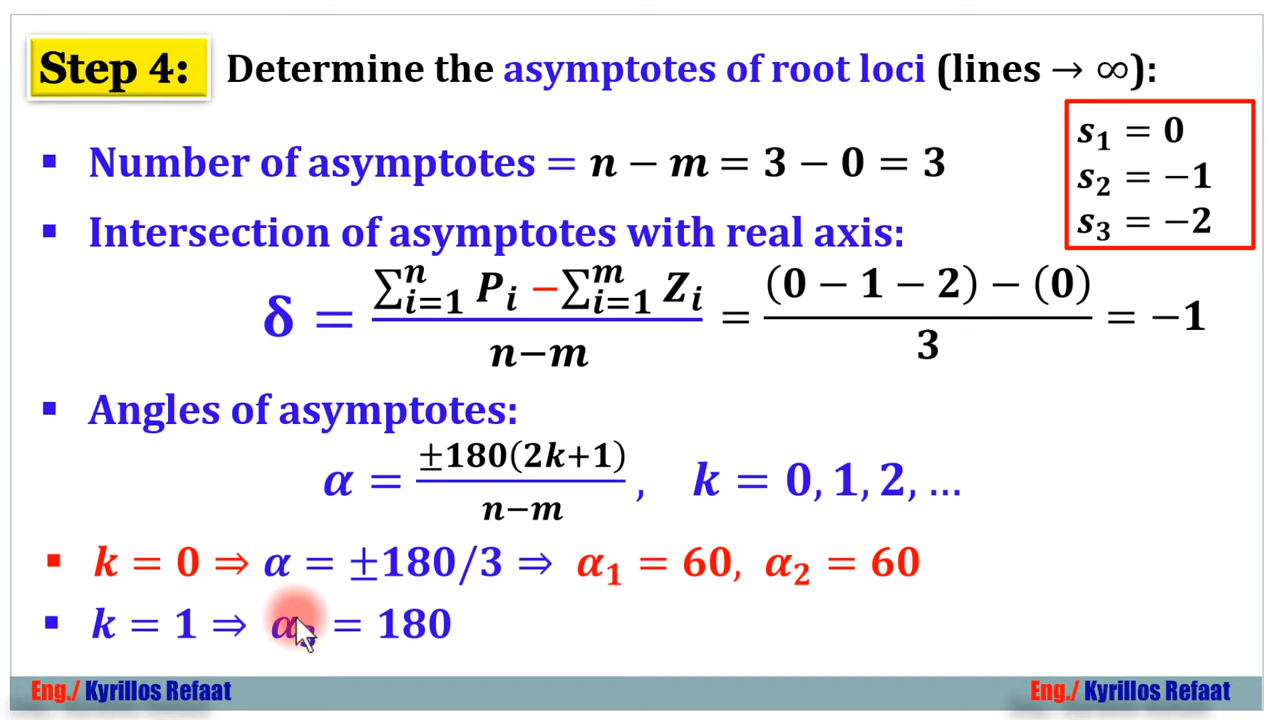 Step 4: Determine the asymptotes of root loci (lines → ∞):
s₁ = 0
s₂ = −1
s₃ = −2
▪ Number of asymptotes = n − m = 3 − 0 = 3
▪ Intersection of asymptotes with real axis:
δ = (∑ⁿᵢ₌₁ Pᵢ − ∑ᵐᵢ₌₁ Zᵢ) / (n−m) = ((0 − 1 − 2) − (0)) / 3 = −1
▪ Angles of asymptotes:
α = ±180(2k+1) / (n−m) , k = 0, 1, 2, …
▪ k = 0 ⇒ α = ±180/3 ⇒ α₁ = 60, α₂ = 60
▪ k = 1 ⇒ α₃ = 180
Eng./ Kyrillos Refaat Eng./ Kyrillos Refaat